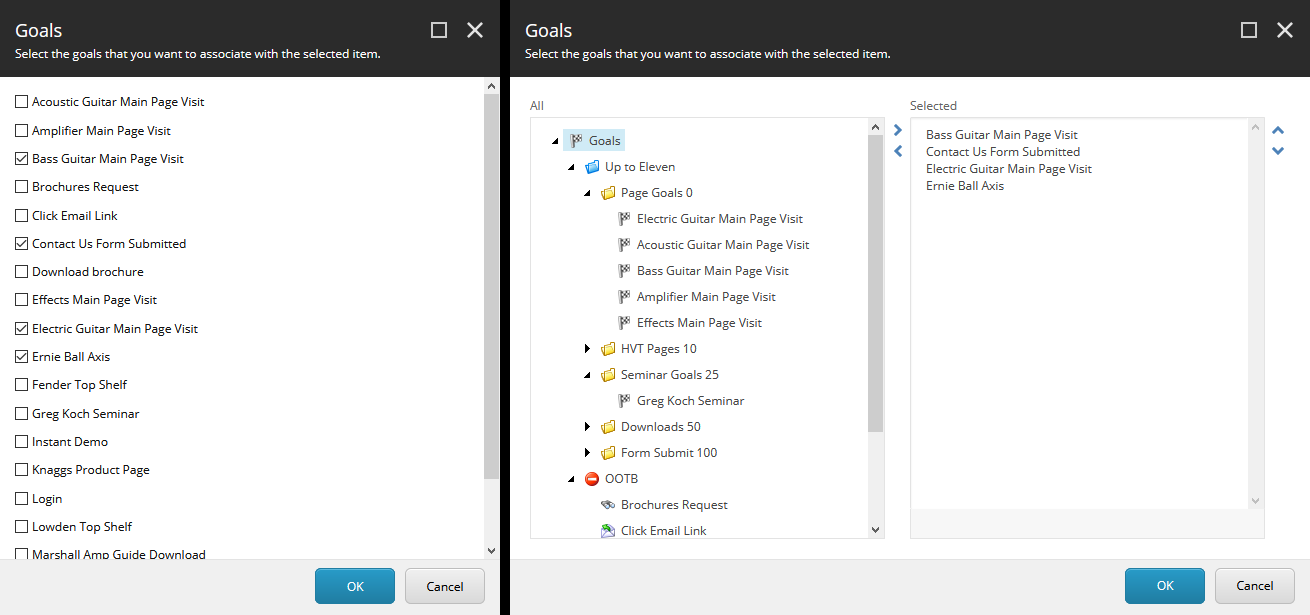 Goals
Select the goals that you want to associate with the selected item.
Acoustic Guitar Main Page Visit
Amplifier Main Page Visit
Bass Guitar Main Page Visit
Brochures Request
Click Email Link
Contact Us Form Submitted
Download brochure
Effects Main Page Visit
Electric Guitar Main Page Visit
Ernie Ball Axis
Fender Top Shelf
Greg Koch Seminar
Instant Demo
Knaggs Product Page
Login
Lowden Top Shelf
Marshall Amp Guide Download
OK
Cancel
Goals
Select the goals that you want to associate with the selected item.
All
Goals
Up to Eleven
Page Goals 0
Electric Guitar Main Page Visit
Acoustic Guitar Main Page Visit
Bass Guitar Main Page Visit
Amplifier Main Page Visit
Effects Main Page Visit
HVT Pages 10
Seminar Goals 25
Greg Koch Seminar
Downloads 50
Form Submit 100
OOTB
Brochures Request
Click Email Link
Selected
Bass Guitar Main Page Visit
Contact Us Form Submitted
Electric Guitar Main Page Visit
Ernie Ball Axis
OK
Cancel